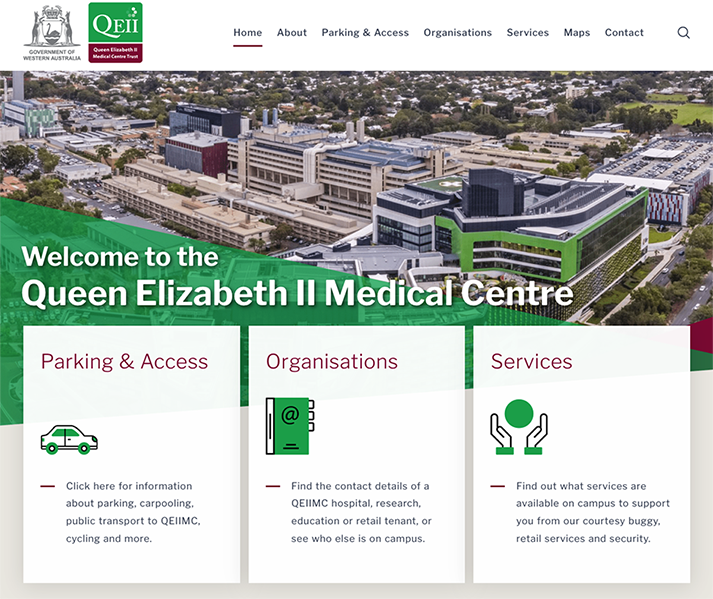 GOVERNMENT OF
WESTERN AUSTRALIA
QEII
Queen Elizabeth II
Medical Centre Trust
Home About Parking & Access Organisations Services Maps Contact
Welcome to the
Queen Elizabeth II Medical Centre
Parking & Access
Click here for information
about parking, carpooling,
public transport to QEIIMC,
cycling and more.
Organisations
@
Find the contact details of a
QEIIMC hospital, research,
education or retail tenant, or
see who else is on campus.
Services
Find out what services are
available on campus to support
you from our courtesy buggy,
retail services and security.